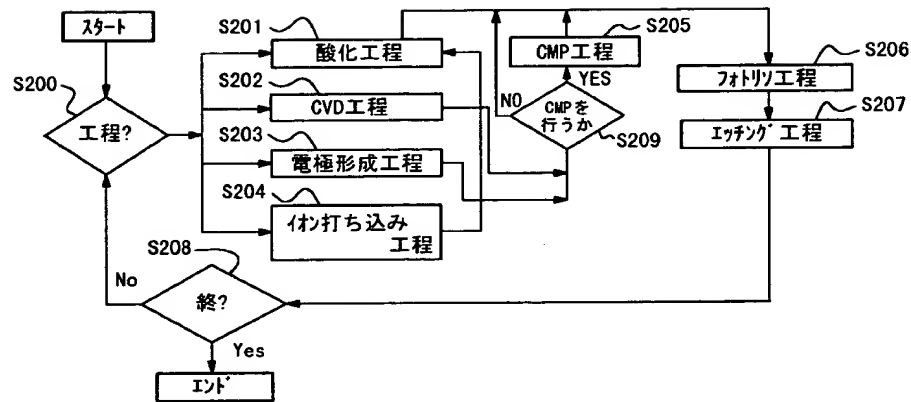 スタート
S200
工程?
S201
酸化工程
S202
CVD工程
S203
電極形成工程
S204
イオン打ち込み
工程
S205
CMP工程
YES
NO
CMPを
行うか
S209
S206
フォトリソ工程
S207
エッチング工程
S208
No
終?
Yes
エンド